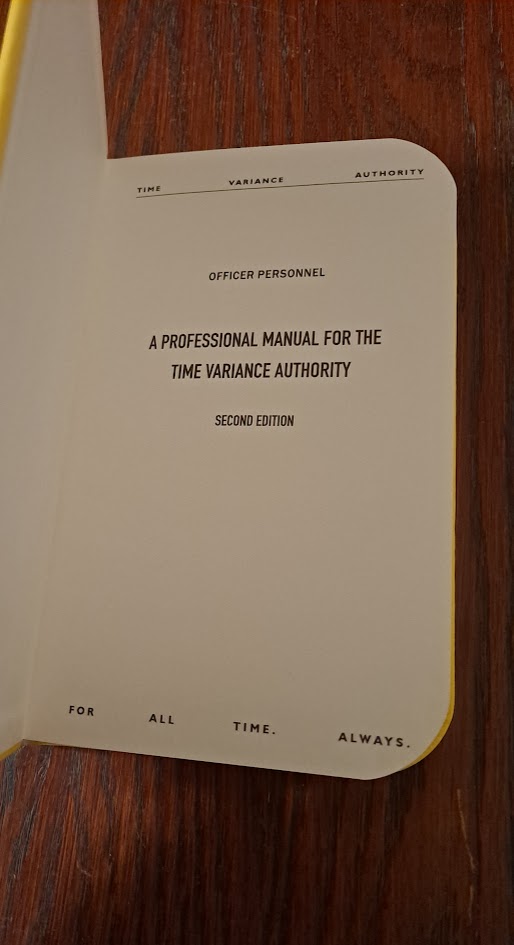 TIME VARIANCE AUTHORITY
OFFICER PERSONNEL
A PROFESSIONAL MANUAL FOR THE
TIME VARIANCE AUTHORITY
SECOND EDITION
FOR ALL TIME. ALWAYS.